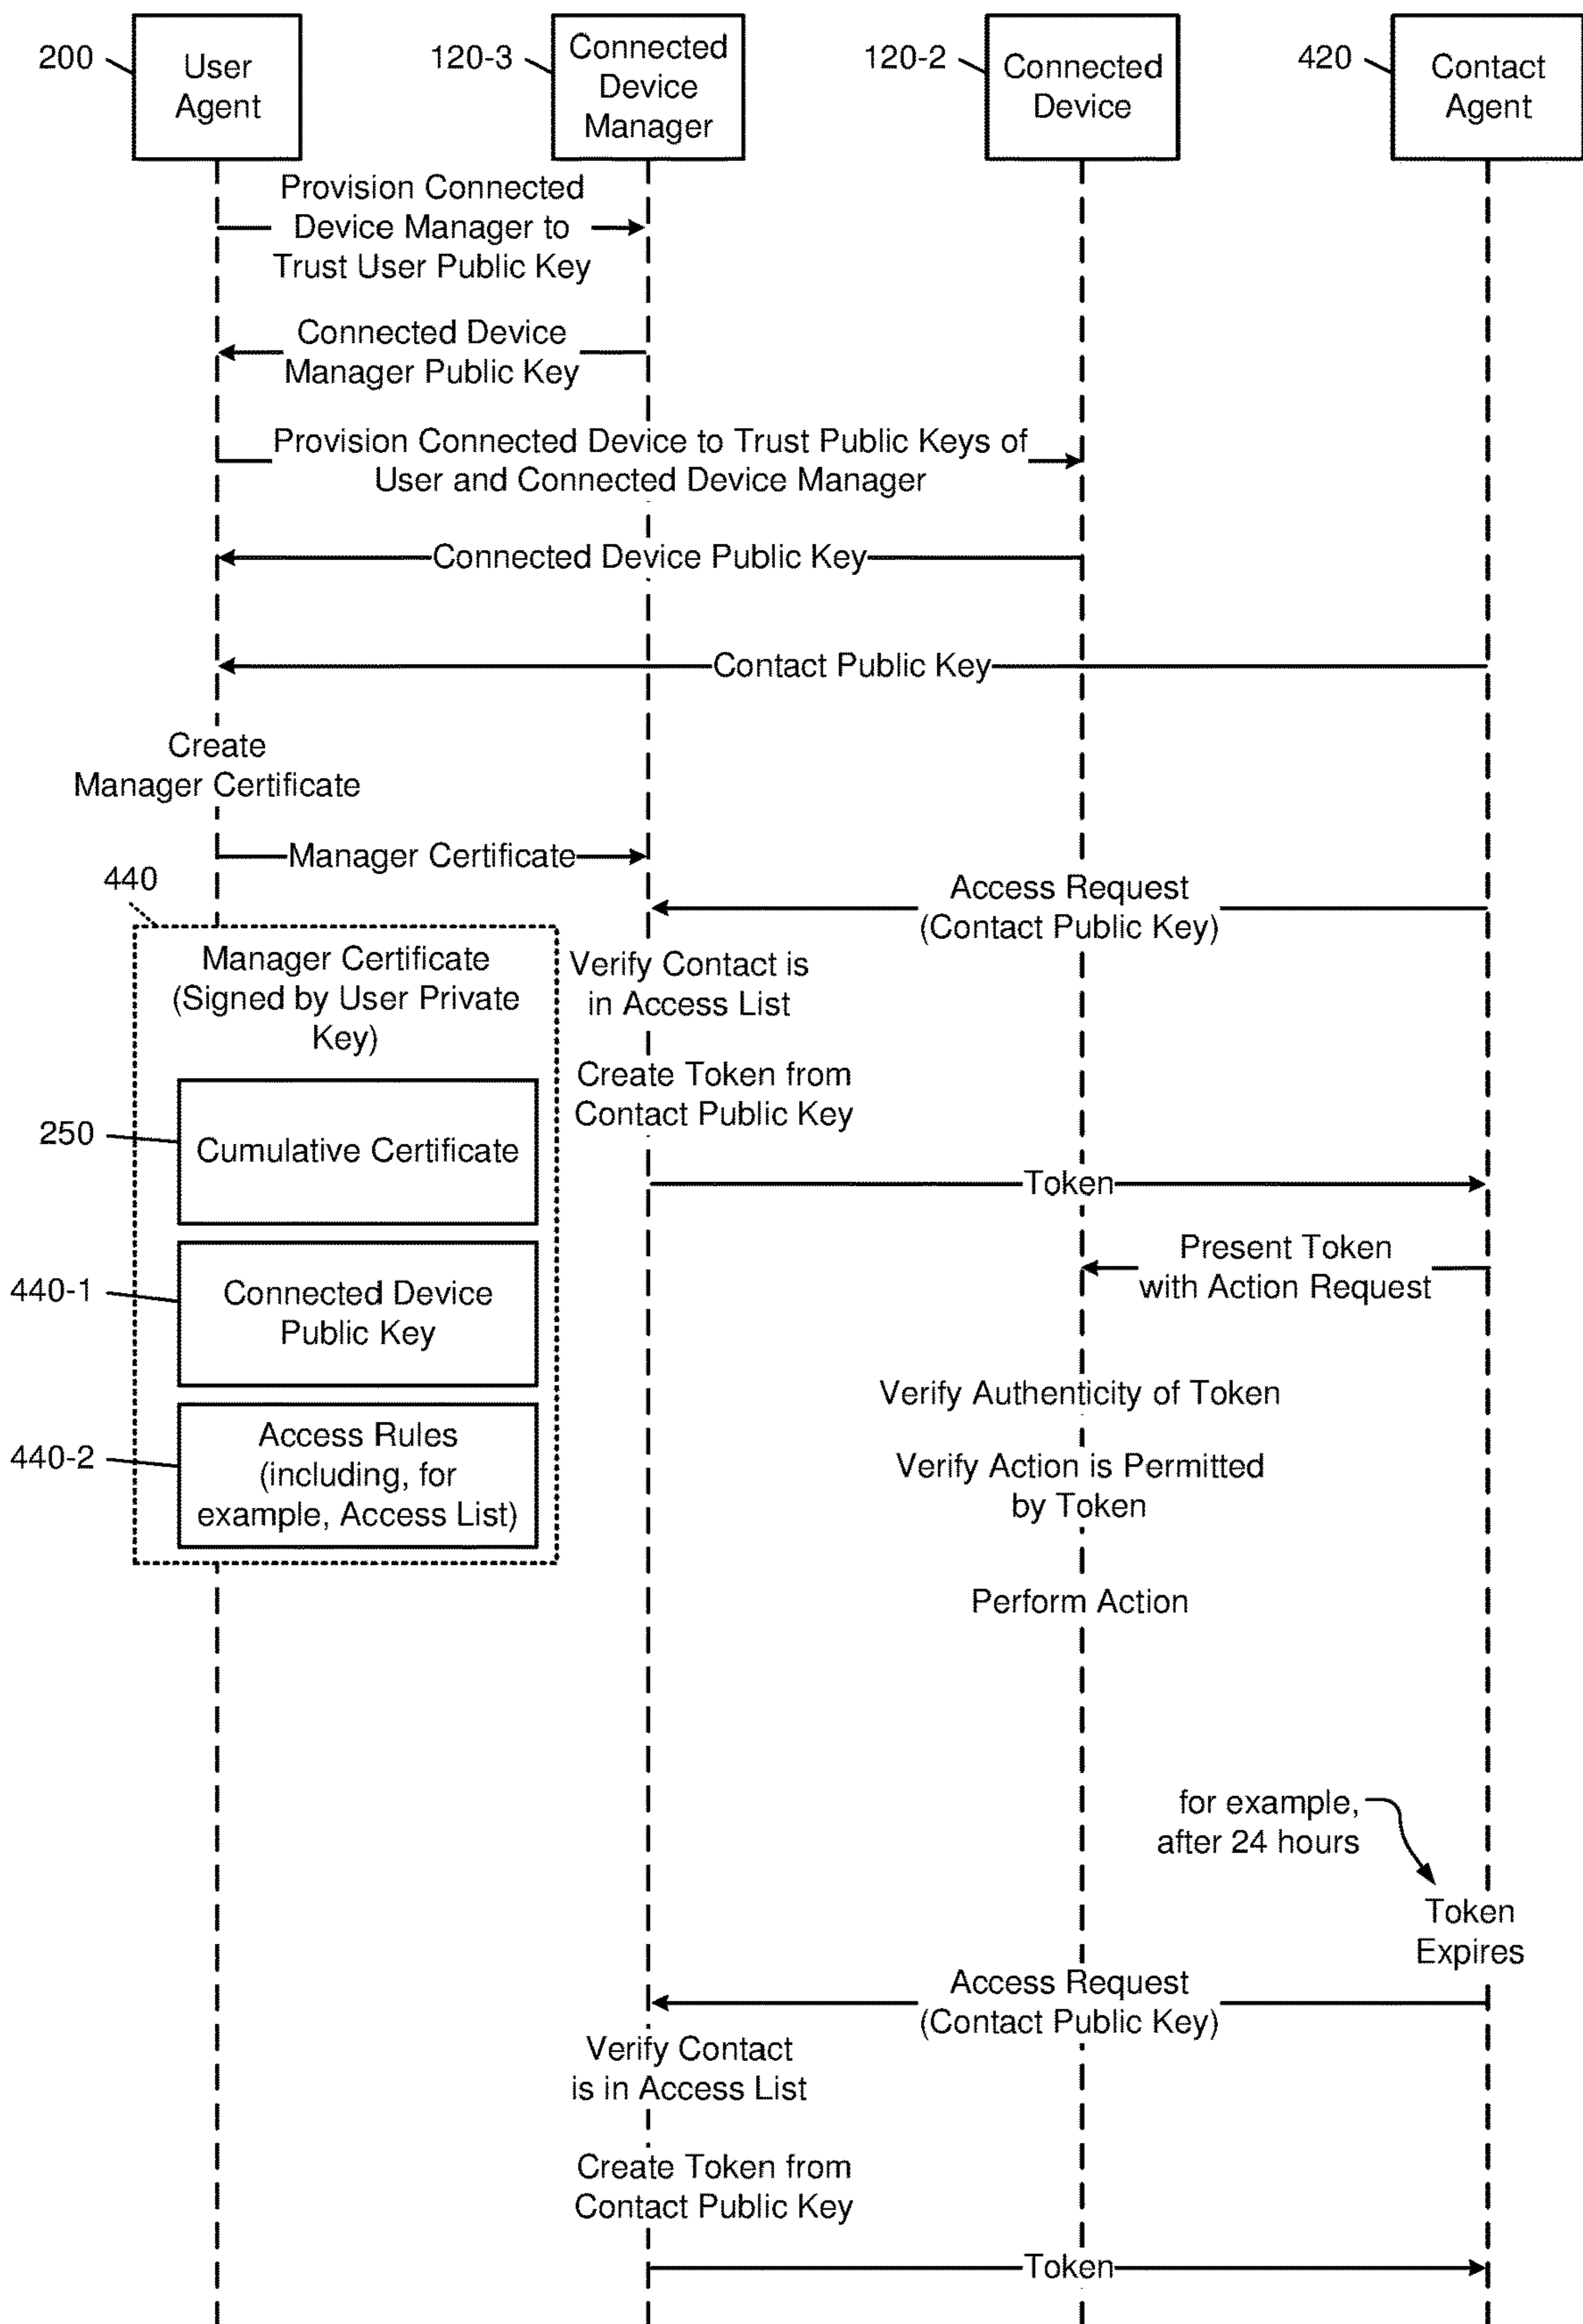 200
User
Agent
120-3
Connected
Device
Manager
120-2
Connected
Device
420
Contact
Agent
Provision Connected
Device Manager to
Trust User Public Key
Connected Device
Manager Public Key
Provision Connected Device to Trust Public Keys of
User and Connected Device Manager
Connected Device Public Key
Contact Public Key
Create
Manager Certificate
Manager Certificate
440
Access Request
(Contact Public Key)
Manager Certificate
(Signed by User Private
Key)
Verify Contact is
in Access List
Create Token from
Contact Public Key
250
Cumulative Certificate
Token
Present Token
with Action Request
440-1
Connected Device
Public Key
Verify Authenticity of Token
440-2
Access Rules
(including, for
example, Access List)
Verify Action is Permitted
by Token
Perform Action
for example,
after 24 hours
Token
Expires
Access Request
(Contact Public Key)
Verify Contact
is in Access List
Create Token from
Contact Public Key
Token